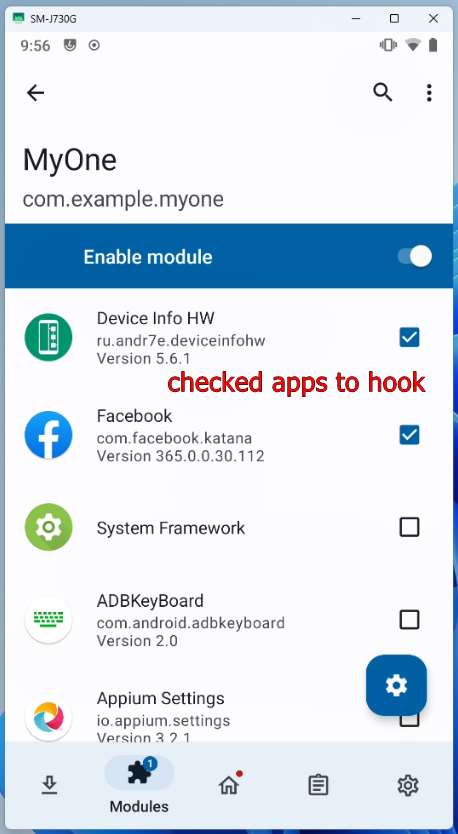 SM-J730G
9:56
MyOne
com.example.myone
Enable module
Device Info HW
ru.andr7e.deviceinfohw
Version 5.6.1
checked apps to hook
Facebook
com.facebook.katana
Version 365.0.0.30.112
System Framework
ADBKeyBoard
com.android.adbkeyboard
Version 2.0
Appium Settings
io.appium.settings
Version 3.2.1
1
Modules